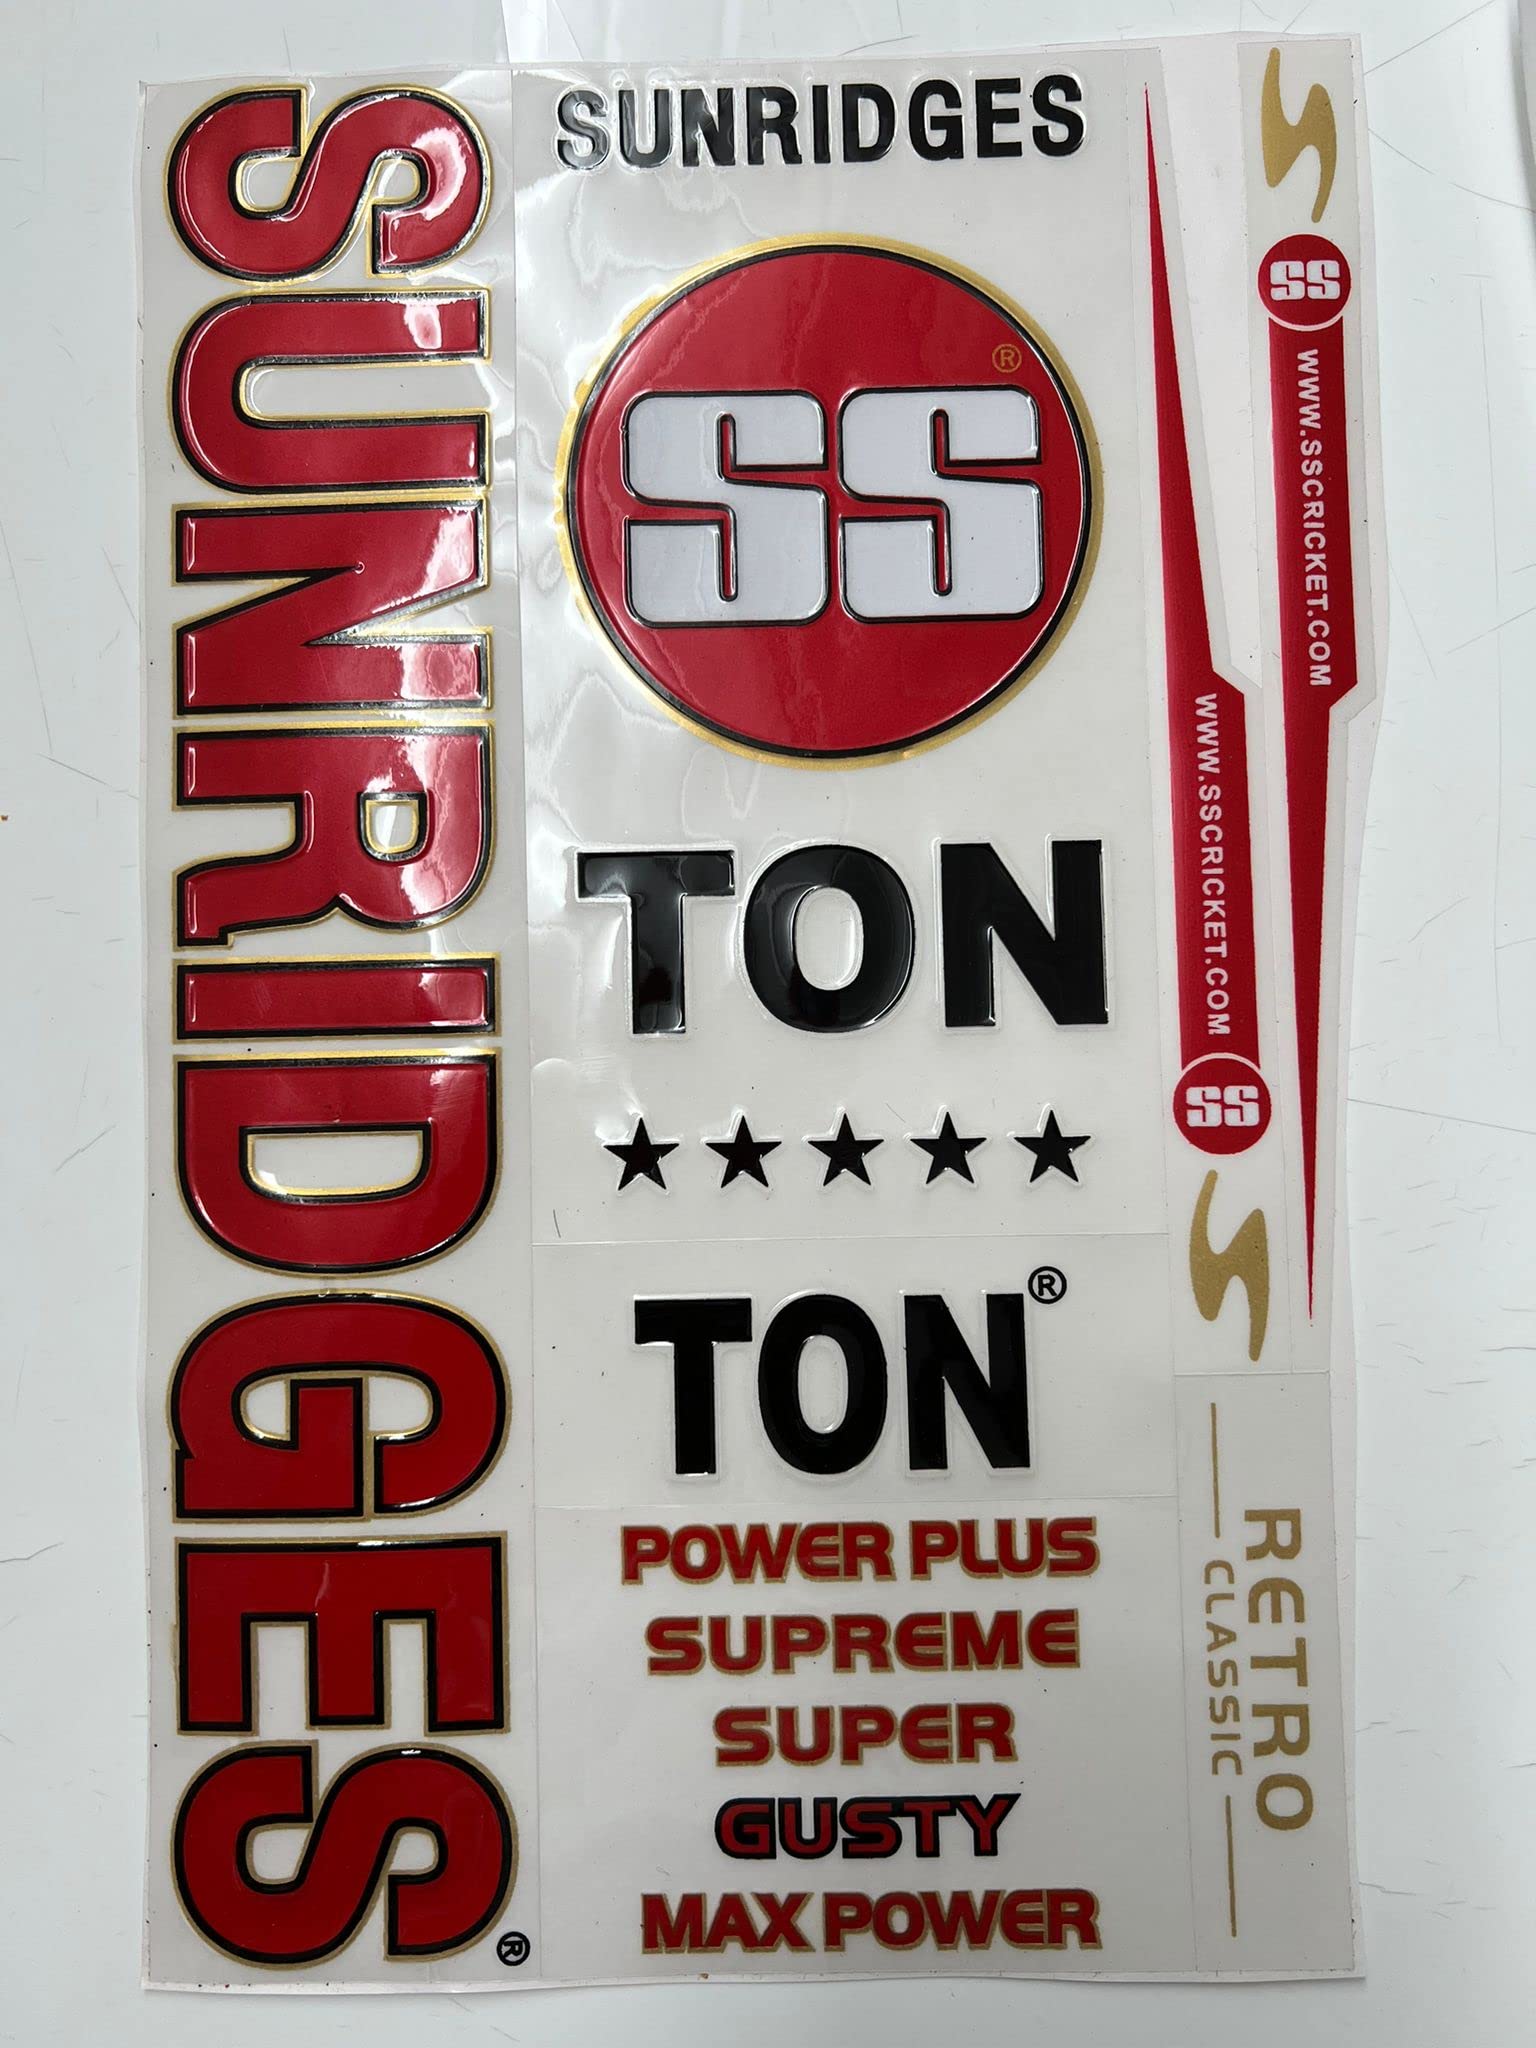 SUNRIDGES®
SUNRIDGES
®
SS
TON
TON®
POWER PLUS
SUPREME
SUPER
GUSTY
MAX POWER
WWW.SSCRICKET.COM
SS
S
S
SS
WWW.SSCRICKET.COM
RETRO
CLASSIC